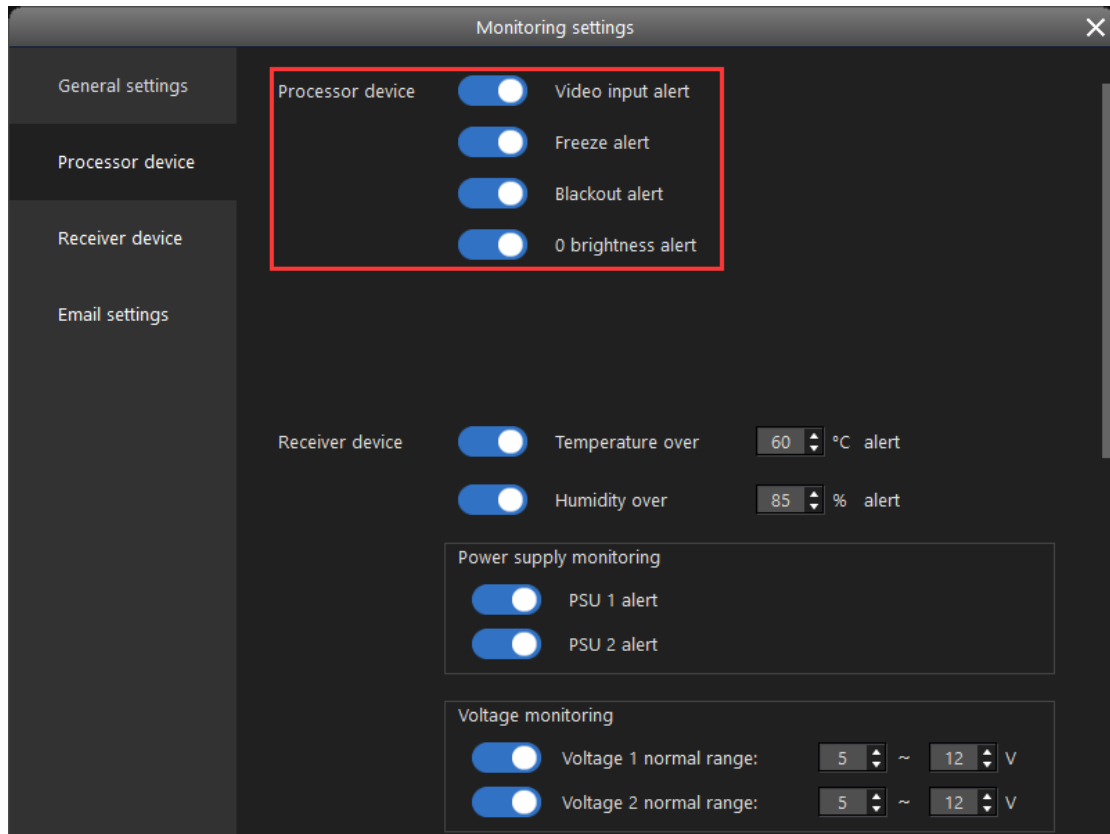 Monitoring settings
General settings
Processor device
Receiver device
Email settings
Processor device
Video input alert
Freeze alert
Blackout alert
0 brightness alert
Receiver device
Temperature over 60 °C alert
Humidity over 85 % alert
Power supply monitoring
PSU 1 alert
PSU 2 alert
Voltage monitoring
Voltage 1 normal range: 5 ~ 12 V
Voltage 2 normal range: 5 ~ 12 V